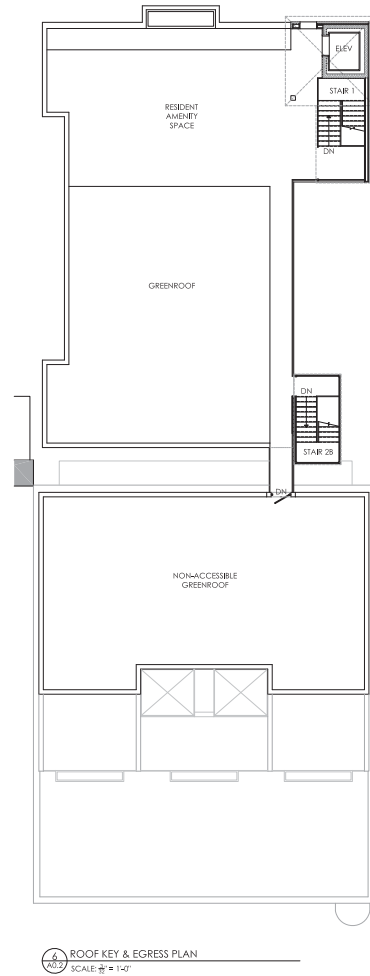 ELEV
STAIR 1
RESIDENT
AMENITY
SPACE
DN
GREENROOF
DN
STAIR 2B
DN
NON-ACCESSIBLE
GREENROOF
6
A0.2
ROOF KEY & EGRESS PLAN
SCALE: 3/32" = 1'-0"